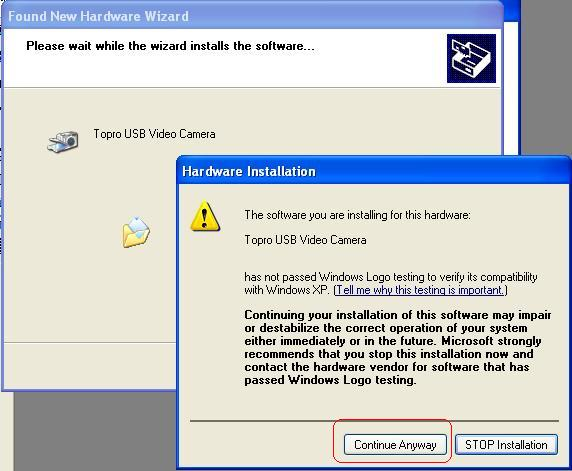 Found New Hardware Wizard
Please wait while the wizard installs the software...
Topro USB Video Camera
Hardware Installation
The software you are installing for this hardware:
Topro USB Video Camera
has not passed Windows Logo testing to verify its compatibility
with Windows XP. (Tell me why this testing is important.)
Continuing your installation of this software may impair
or destabilize the correct operation of your system
either immediately or in the future. Microsoft strongly
recommends that you stop this installation now and
contact the hardware vendor for software that has
passed Windows Logo testing.
Continue Anyway
STOP Installation